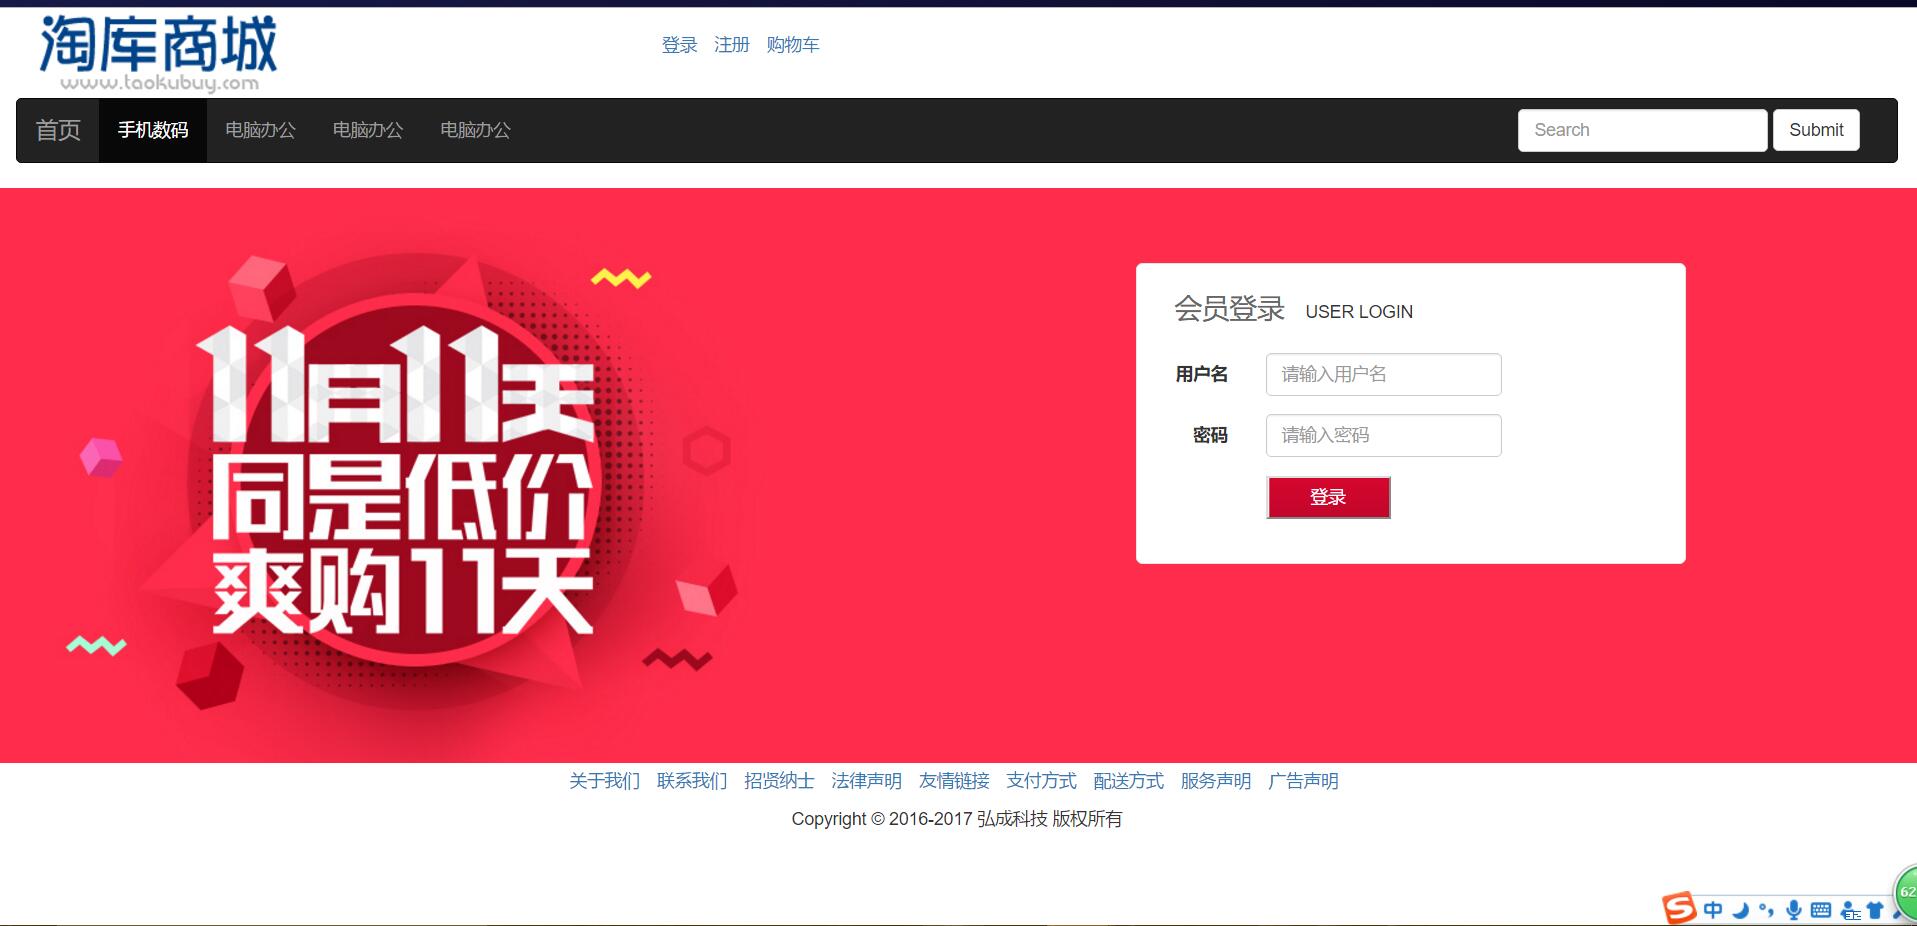 淘库商城
www.taokubuy.com
登录 注册 购物车
首页 手机数码 电脑办公 电脑办公 电脑办公 Search Submit
11月11天
同是低价
爽购11天
会员登录 USER LOGIN
用户名 请输入用户名
密码 请输入密码
登录
关于我们 联系我们 招贤纳士 法律声明 友情链接 支付方式 配送方式 服务声明 广告声明
Copyright © 2016-2017 弘成科技 版权所有
S 中
62